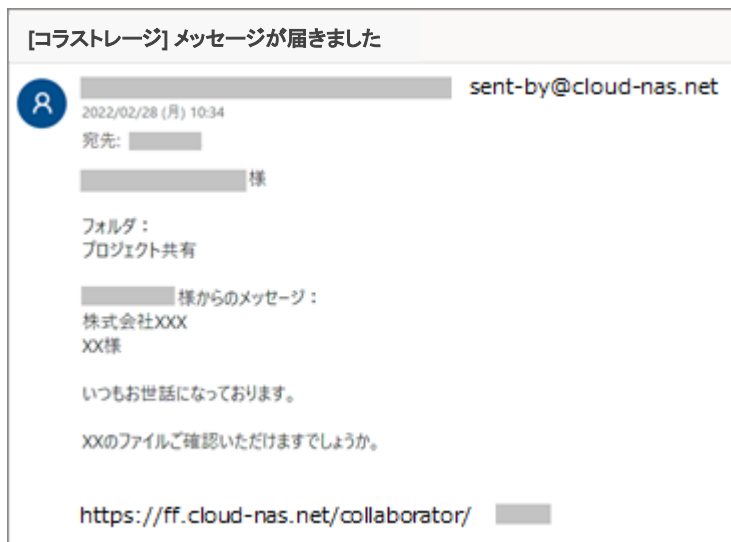 [コラストレージ] メッセージが届きました
sent-by@cloud-nas.net
2022/02/28 (月) 10:34
宛先:
様
フォルダ：
プロジェクト共有
様からのメッセージ：
株式会社XXX
XX様
いつもお世話になっております。
XXのファイルご確認いただけますでしょうか。
https://ff.cloud-nas.net/collaborator/